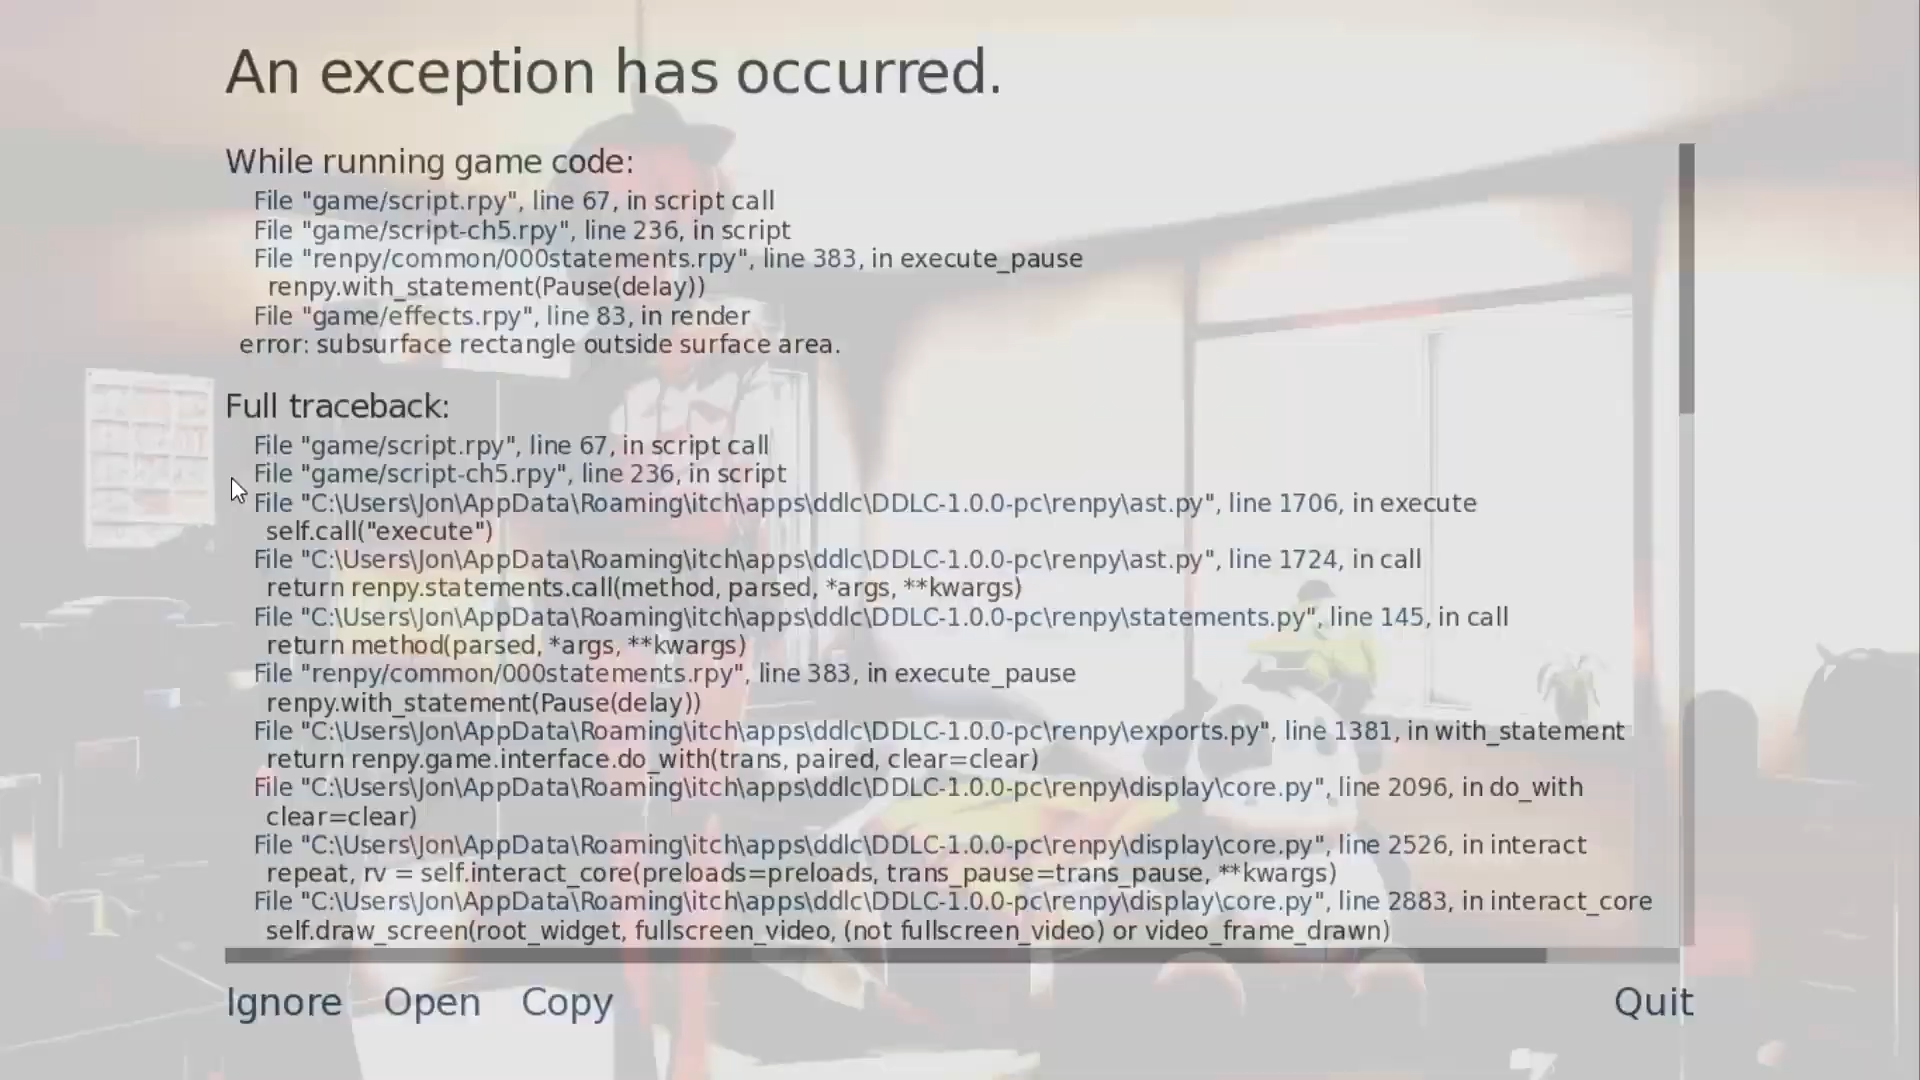 An exception has occurred.
While running game code:
File "game/script.rpy", line 67, in script call
File "game/script-ch5.rpy", line 236, in script
File "renpy/common/000statements.rpy", line 383, in execute_pause
renpy.with_statement(Pause(delay))
File "game/effects.rpy", line 83, in render
error: subsurface rectangle outside surface area.
Full traceback:
File "game/script.rpy", line 67, in script call
File "game/script-ch5.rpy", line 236, in script
File "C:\Users\Jon\AppData\Roaming\itch\apps\ddlc\DDLC-1.0.0-pc\renpy\ast.py", line 1706, in execute
self.call("execute")
File "C:\Users\Jon\AppData\Roaming\itch\apps\ddlc\DDLC-1.0.0-pc\renpy\ast.py", line 1724, in call
return renpy.statements.call(method, parsed, *args, **kwargs)
File "C:\Users\Jon\AppData\Roaming\itch\apps\ddlc\DDLC-1.0.0-pc\renpy\statements.py", line 145, in call
return method(parsed, *args, **kwargs)
File "renpy/common/000statements.rpy", line 383, in execute_pause
renpy.with_statement(Pause(delay))
File "C:\Users\Jon\AppData\Roaming\itch\apps\ddlc\DDLC-1.0.0-pc\renpy\exports.py", line 1381, in with_statement
return renpy.game.interface.do_with(trans, paired, clear=clear)
File "C:\Users\Jon\AppData\Roaming\itch\apps\ddlc\DDLC-1.0.0-pc\renpy\display\core.py", line 2096, in do_with
clear=clear)
File "C:\Users\Jon\AppData\Roaming\itch\apps\ddlc\DDLC-1.0.0-pc\renpy\display\core.py", line 2526, in interact
repeat, rv = self.interact_core(preloads=preloads, trans_pause=trans_pause, **kwargs)
File "C:\Users\Jon\AppData\Roaming\itch\apps\ddlc\DDLC-1.0.0-pc\renpy\display\core.py", line 2883, in interact_core
self.draw_screen(root_widget, fullscreen_video, (not fullscreen_video) or video_frame_drawn)
Ignore Open Copy Quit